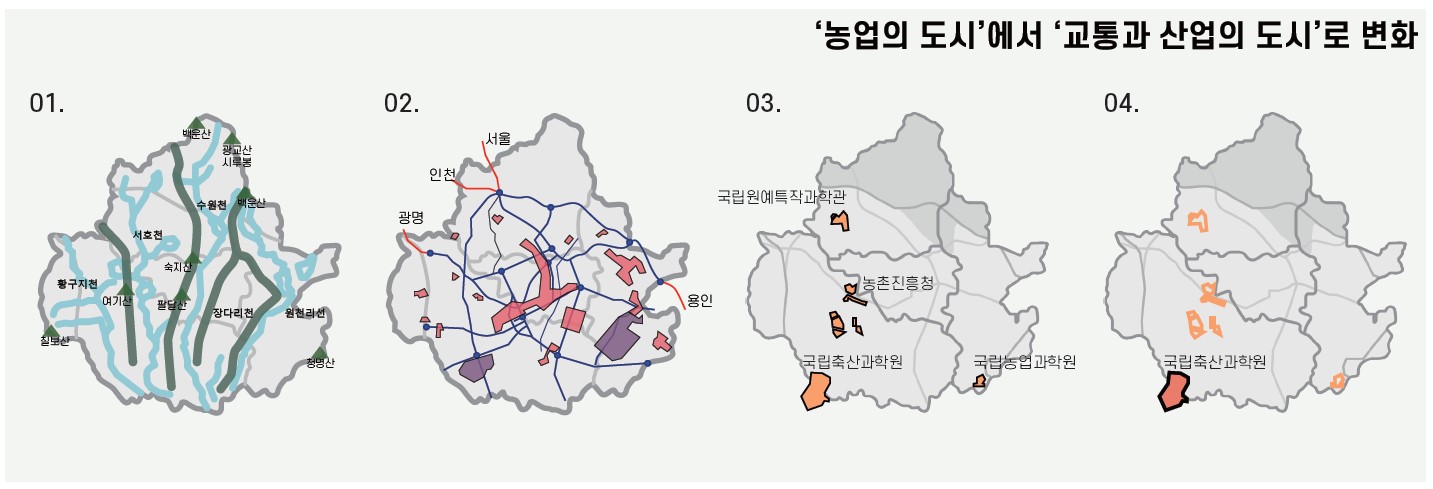 ‘농업의 도시’에서 ‘교통과 산업의 도시’로 변화
01.
백운산
광교산
시루봉
수원천
백운산
서호천
숙지산
황구지천
여기산
팔달산
장다리천
원천리천
칠보산
청명산
02.
서울
인천
광명
용인
03.
국립원예특작과학관
농촌진흥청
국립축산과학원
국립농업과학원
04.
국립축산과학원